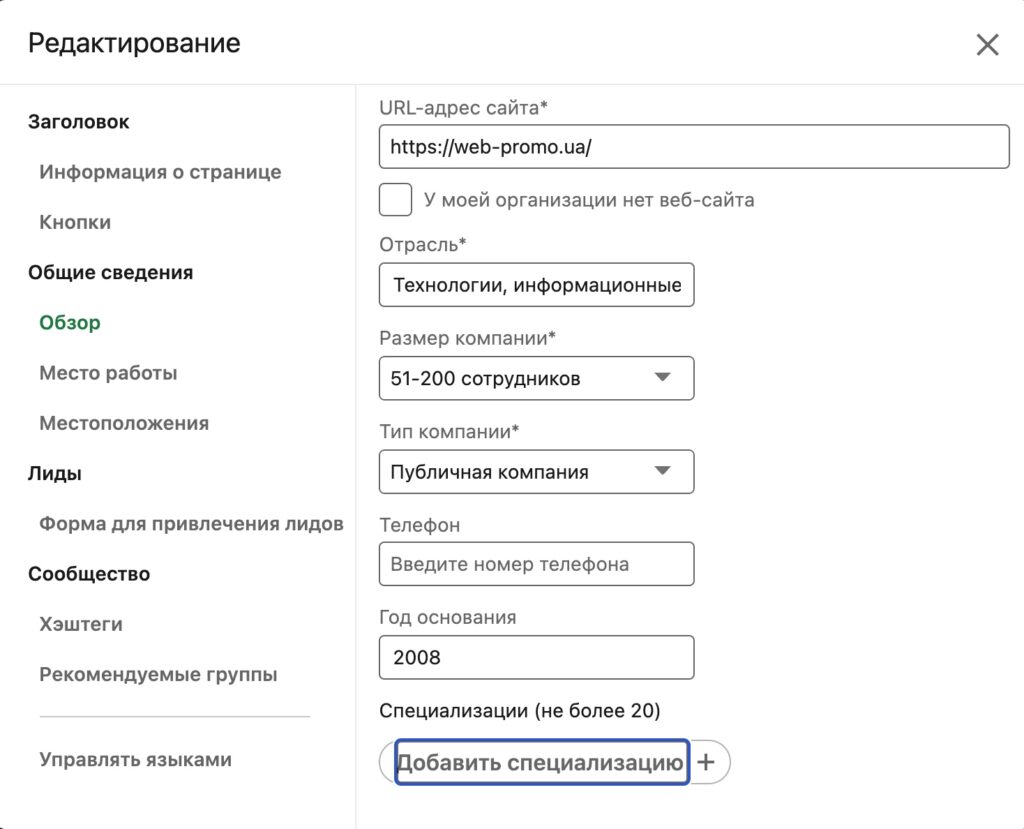 Редактирование
Заголовок
Информация о странице
Кнопки
Общие сведения
Обзор
Место работы
Местоположения
Лиды
Форма для привлечения лидов
Сообщество
Хэштеги
Рекомендуемые группы
Управлять языками
URL-адрес сайта*
https://web-promo.ua/
У моей организации нет веб-сайта
Отрасль*
Технологии, информационные
Размер компании*
51-200 сотрудников
Тип компании*
Публичная компания
Телефон
Введите номер телефона
Год основания
2008
Специализации (не более 20)
Добавить специализацию +